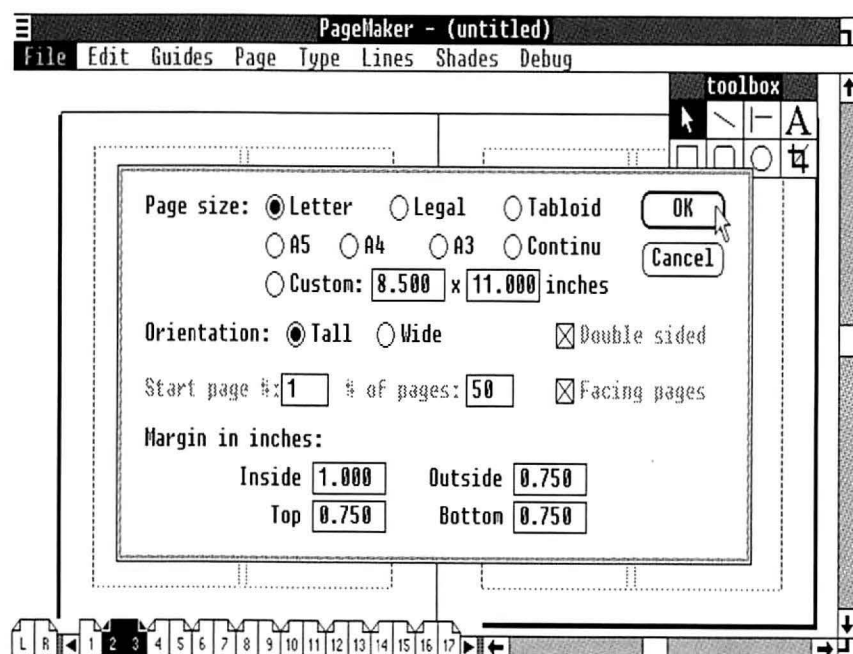 PageMaker - (untitled)
File Edit Guides Page Type Lines Shades Debug
toolbox
A
Page size: Letter Legal Tabloid OK
A5 A4 A3 Continu Cancel
Custom: 8.500 x 11.000 inches
Orientation: Tall Wide Double sided
Start page #: 1 # of pages: 50 Facing pages
Margin in inches:
Inside 1.000 Outside 0.750
Top 0.750 Bottom 0.750
L R 1 2 3 4 5 6 7 8 9 10 11 12 13 14 15 16 17